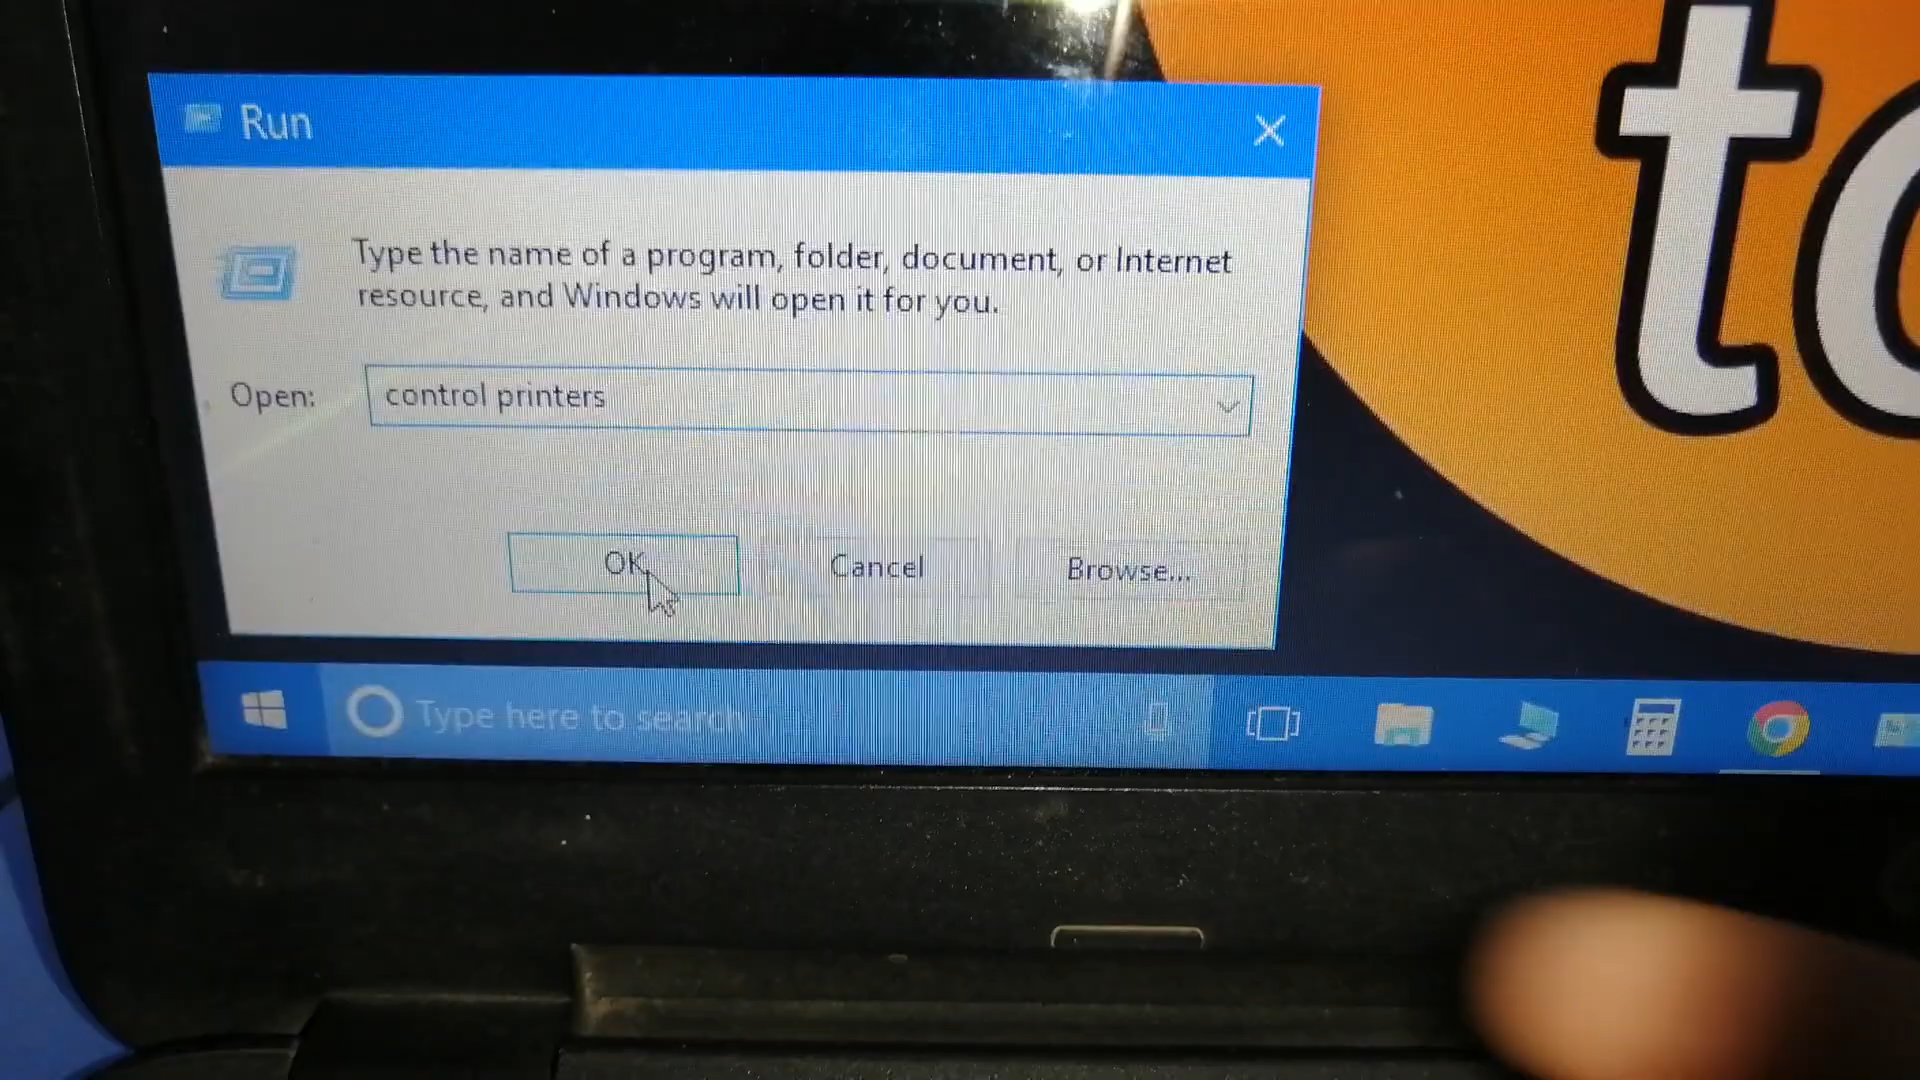 Run
Type the name of a program, folder, document, or Internet
resource, and Windows will open it for you.
Open: control printers
OK Cancel Browse...
Type here to search